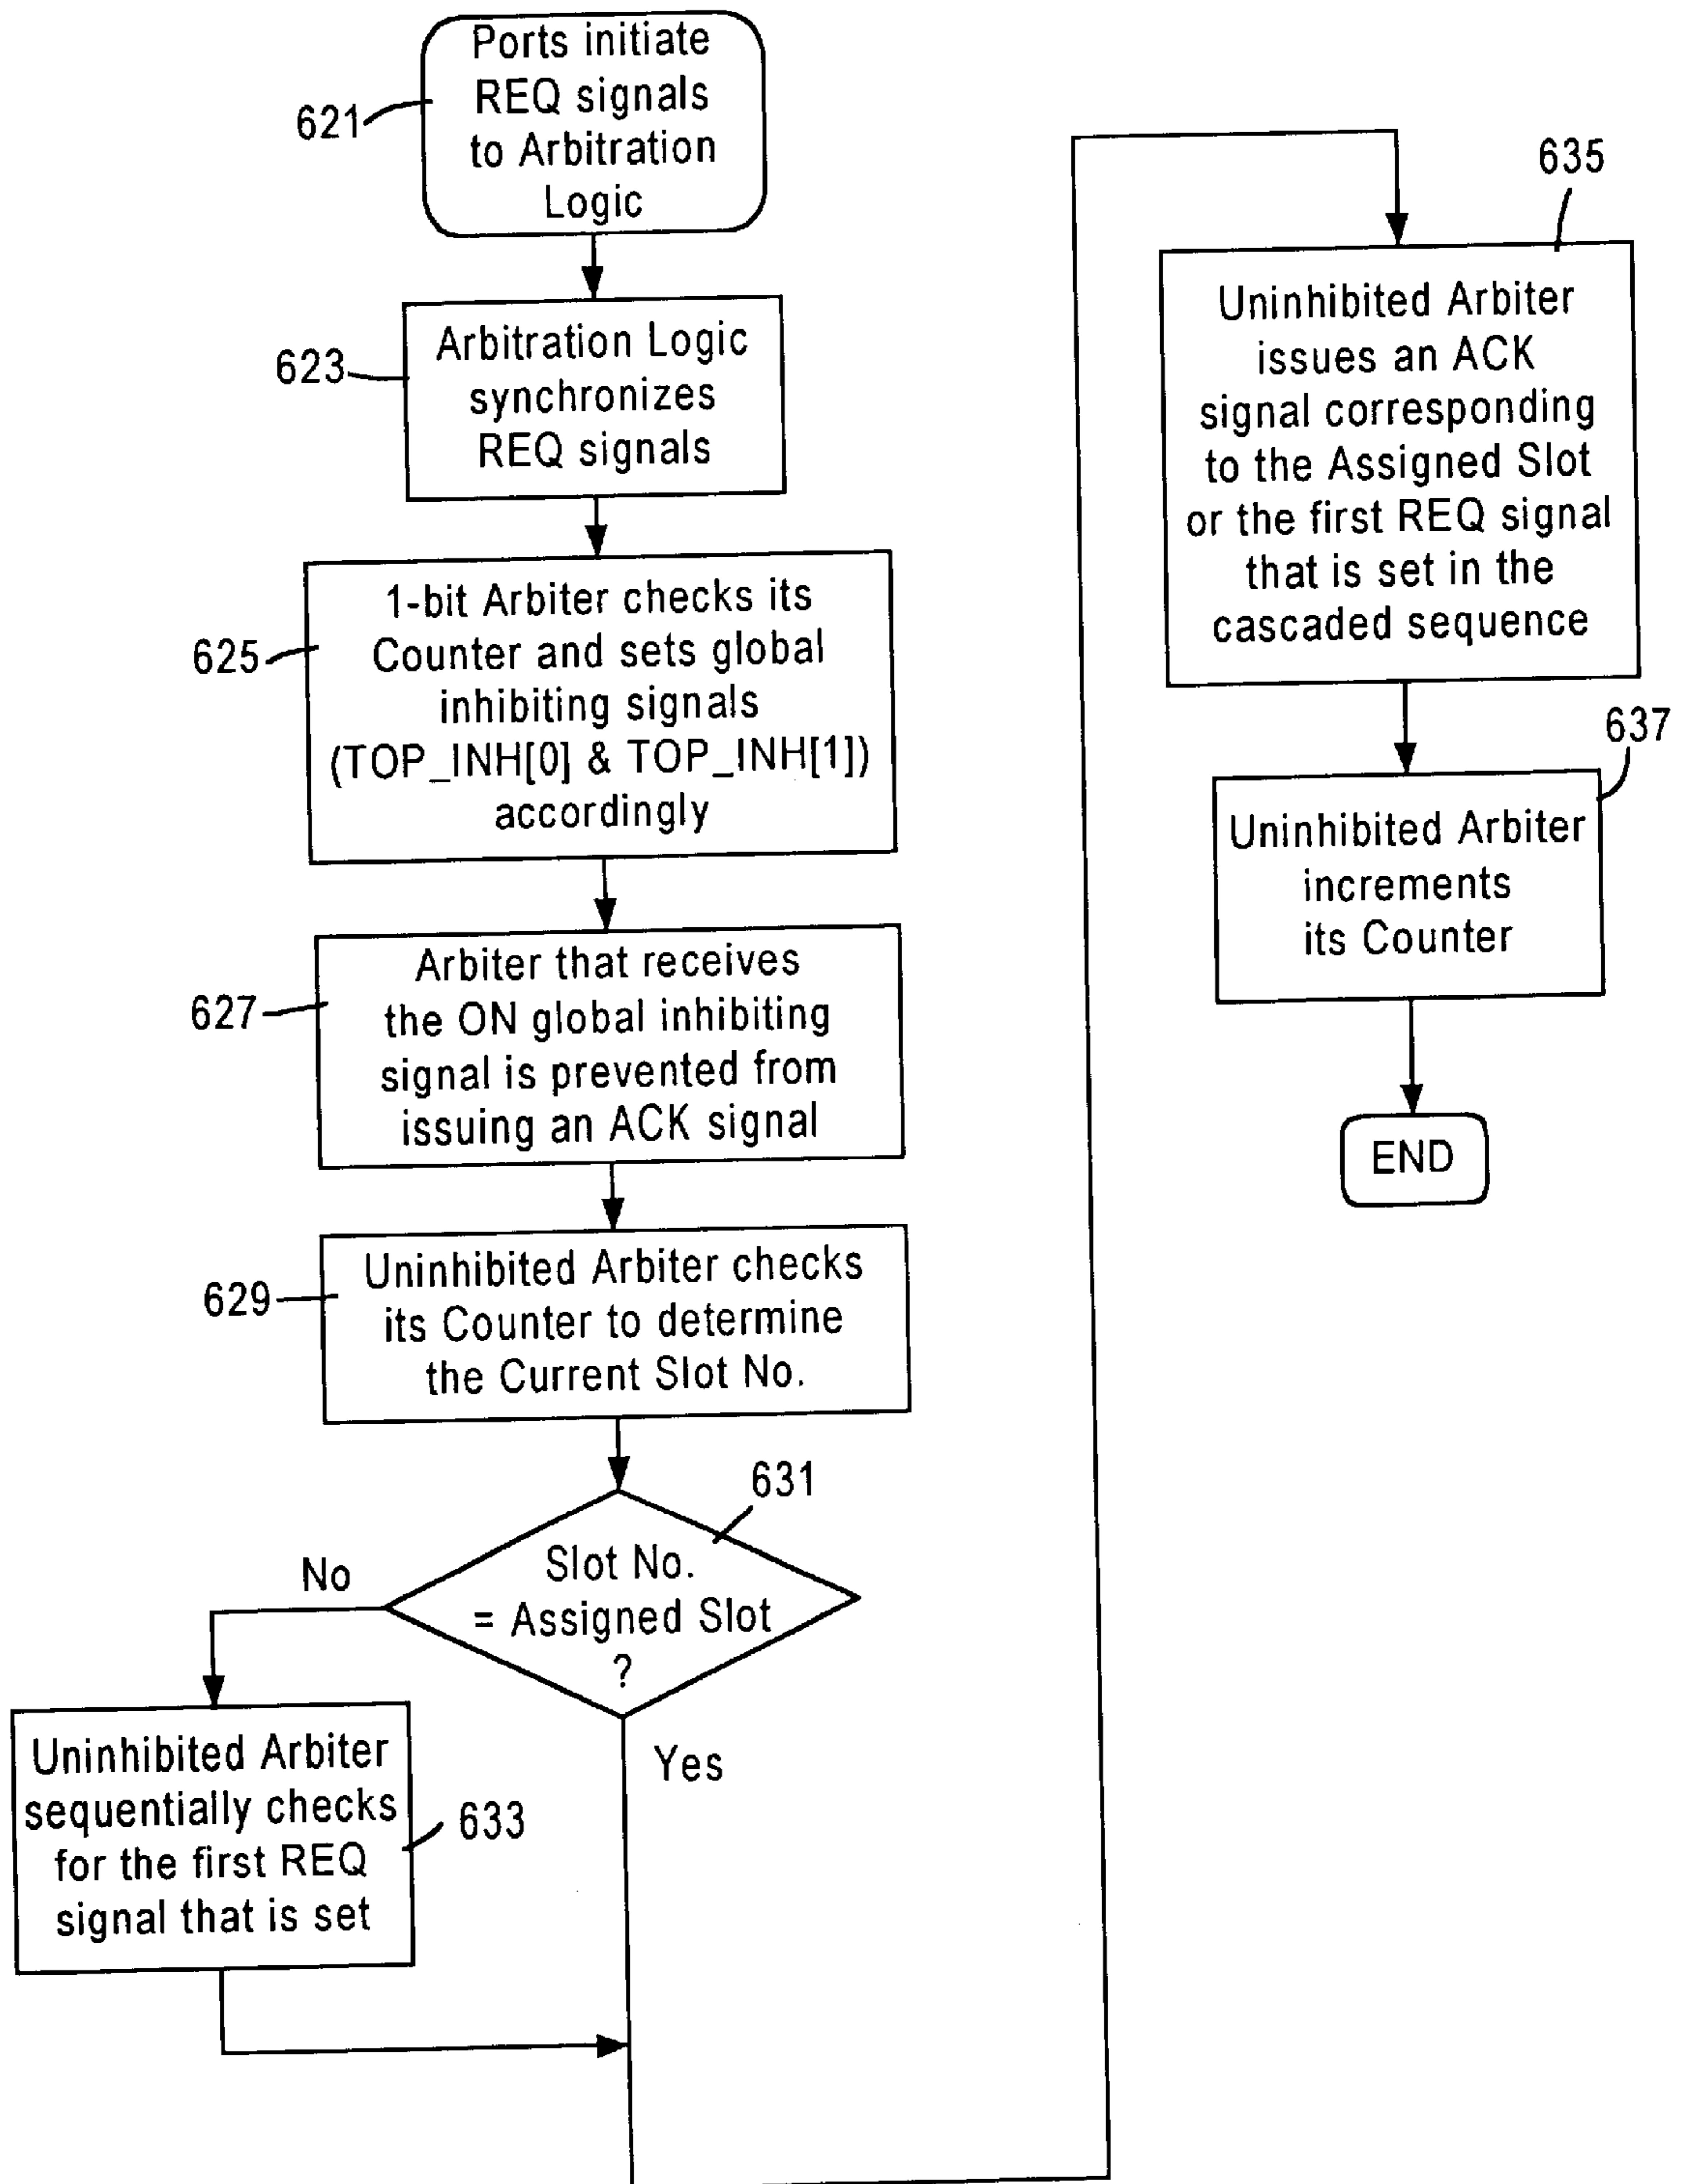 Ports initiate
REQ signals
to Arbitration
Logic
621
Arbitration Logic
synchronizes
REQ signals
623
1-bit Arbiter checks its
Counter and sets global
inhibiting signals
(TOP_INH[0] & TOP_INH[1])
accordingly
625
Arbiter that receives
the ON global inhibiting
signal is prevented from
issuing an ACK signal
627
Uninhibited Arbiter checks
its Counter to determine
the Current Slot No.
629
631
Slot No.
= Assigned Slot
?
No
Yes
Uninhibited Arbiter
sequentially checks
for the first REQ
signal that is set
633
635
Uninhibited Arbiter
issues an ACK
signal corresponding
to the Assigned Slot
or the first REQ signal
that is set in the
cascaded sequence
637
Uninhibited Arbiter
increments
its Counter
END